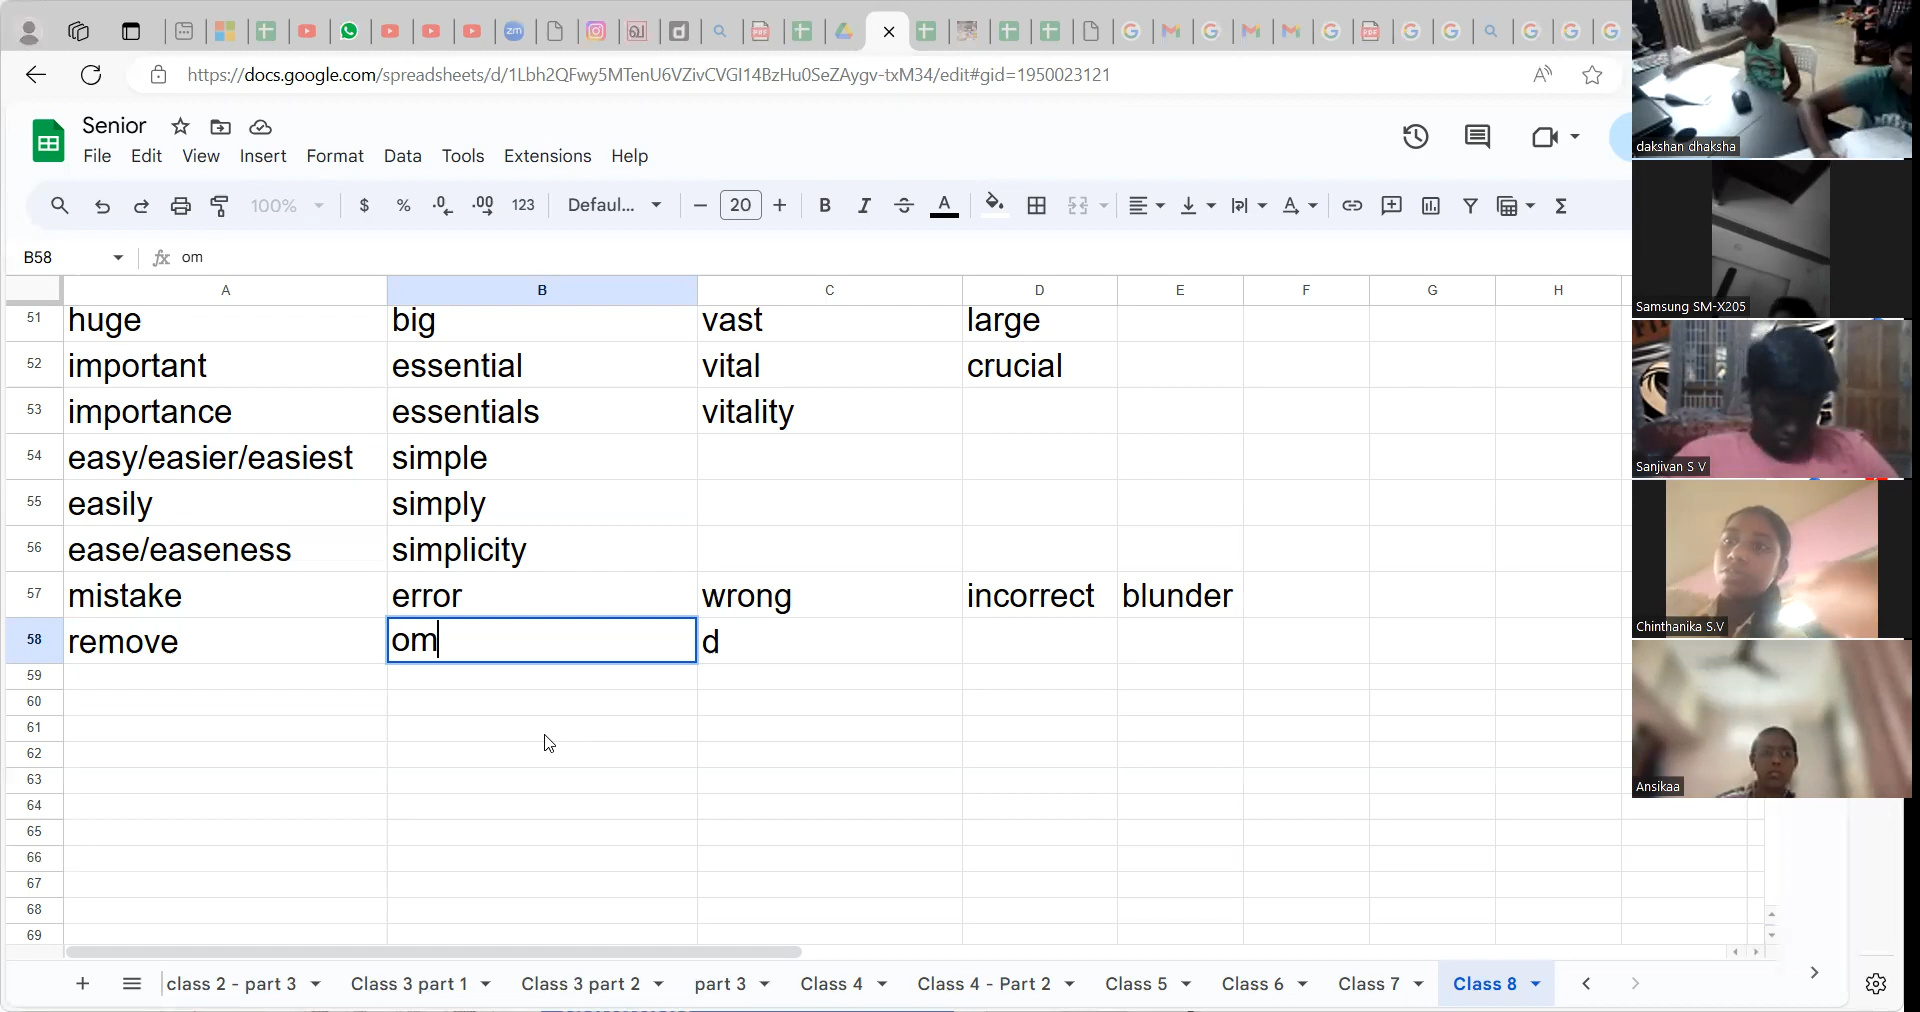 https://docs.google.com/spreadsheets/d/1Lbh2QFwy5MTenU6VZivCVGI14BzHu0SeZAygv-txM34/edit#gid=1950023121
Senior
File Edit View Insert Format Data Tools Extensions Help
100% $ % .0 .00 123 Defaul... − 20 + B I A
B58 fx om
A B C D E F G H
51 huge big vast large
52 important essential vital crucial
53 importance essentials vitality
54 easy/easier/easiest simple
55 easily simply
56 ease/easeness simplicity
57 mistake error wrong incorrect blunder
58 remove om d
59
60
61
62
63
64
65
66
67
68
69
class 2 - part 3 Class 3 part 1 Class 3 part 2 part 3 Class 4 Class 4 - Part 2 Class 5 Class 6 Class 7 Class 8
dakshan dhaksha
Samsung SM-X205
Sanjivan S V
Chinthanika S.V
Ansikaa